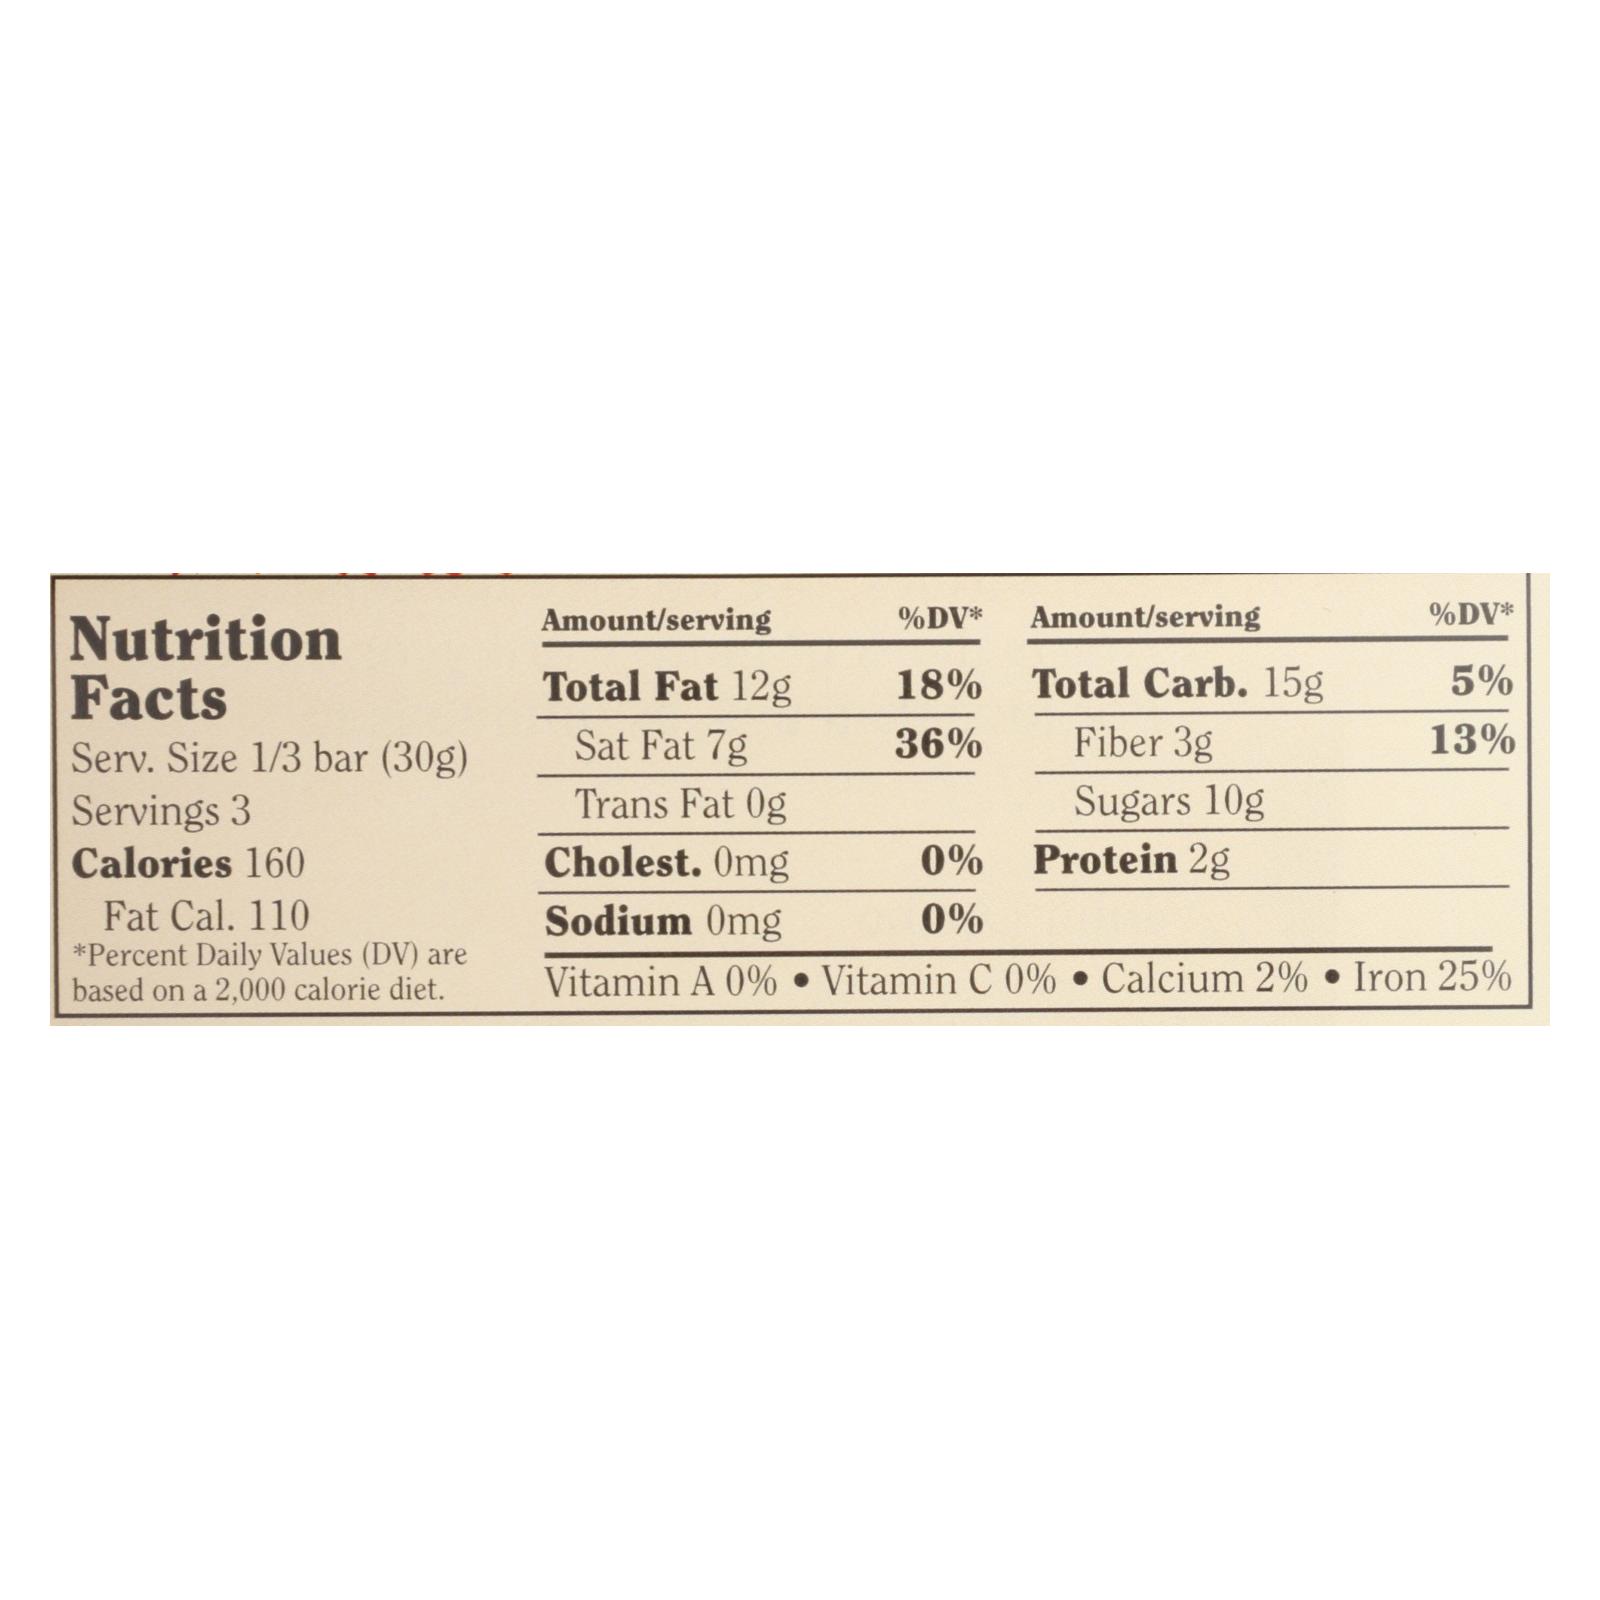 Nutrition
Facts
Serv. Size 1/3 bar (30g)
Servings 3
Calories 160
Fat Cal. 110
*Percent Daily Values (DV) are
based on a 2,000 calorie diet.
Amount/serving %DV*
Total Fat 12g 18%
Sat Fat 7g 36%
Trans Fat 0g
Cholest. 0mg 0%
Sodium 0mg 0%
Amount/serving %DV*
Total Carb. 15g 5%
Fiber 3g 13%
Sugars 10g
Protein 2g
Vitamin A 0% • Vitamin C 0% • Calcium 2% • Iron 25%